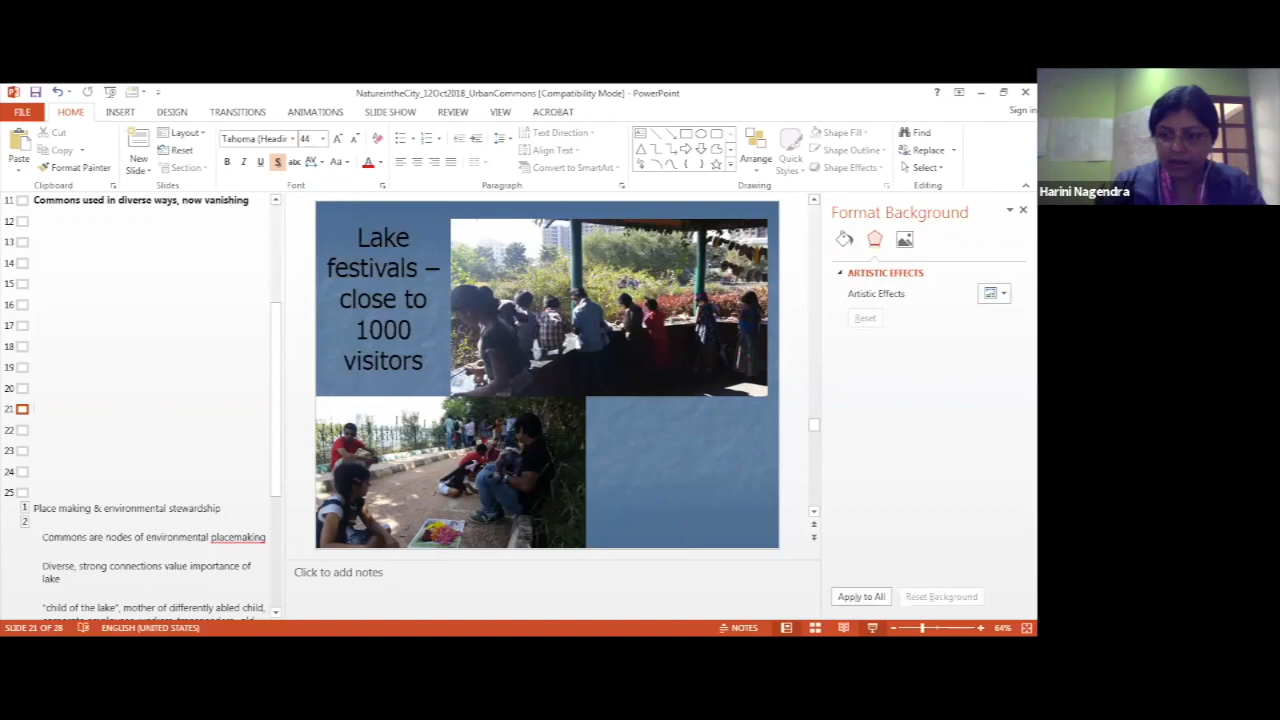 NatureintheCity_12Oct2018_UrbanCommons [Compatibility Mode] - PowerPoint
FILE HOME INSERT DESIGN TRANSITIONS ANIMATIONS SLIDE SHOW REVIEW VIEW ACROBAT Sign in
Paste
Cut
Copy
Format Painter
Clipboard
New
Slide
Layout
Reset
Section
Slides
Tahoma (Headir 44
B I U S abc AV Aa A
Font
Text Direction
Align Text
Convert to SmartArt
Paragraph
Arrange
Quick
Styles
Shape Fill
Shape Outline
Shape Effects
Drawing
Find
Replace
Select
Editing
Harini Nagendra
11 Commons used in diverse ways, now vanishing
12
13
14
15
16
17
18
19
20
21
22
23
24
25
1 Place making & environmental stewardship
2
Commons are nodes of environmental placemaking
Diverse, strong connections value importance of
lake
"child of the lake", mother of differently abled child,
Lake
festivals –
close to
1000
visitors
Click to add notes
Format Background
ARTISTIC EFFECTS
Artistic Effects
Reset
Apply to All Reset Background
SLIDE 21 OF 28 ENGLISH (UNITED STATES) NOTES 64%